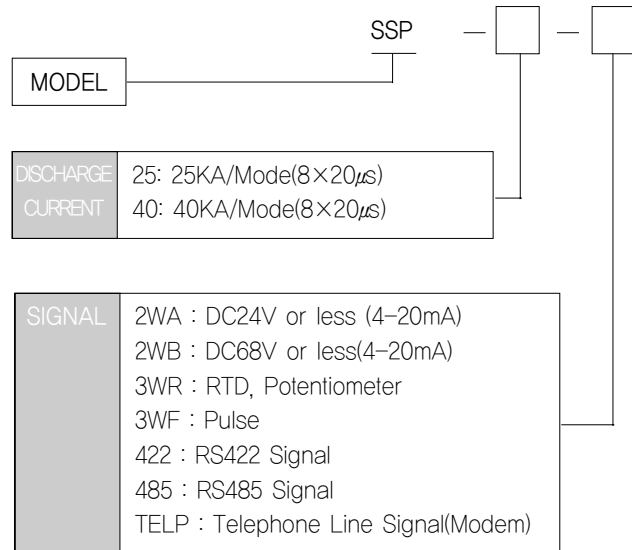 SSP - -
MODEL
DISCHARGE CURRENT
25: 25KA/Mode(8×20μs)
40: 40KA/Mode(8×20μs)
SIGNAL
2WA : DC24V or less (4-20mA)
2WB : DC68V or less(4-20mA)
3WR : RTD, Potentiometer
3WF : Pulse
422 : RS422 Signal
485 : RS485 Signal
TELP : Telephone Line Signal(Modem)